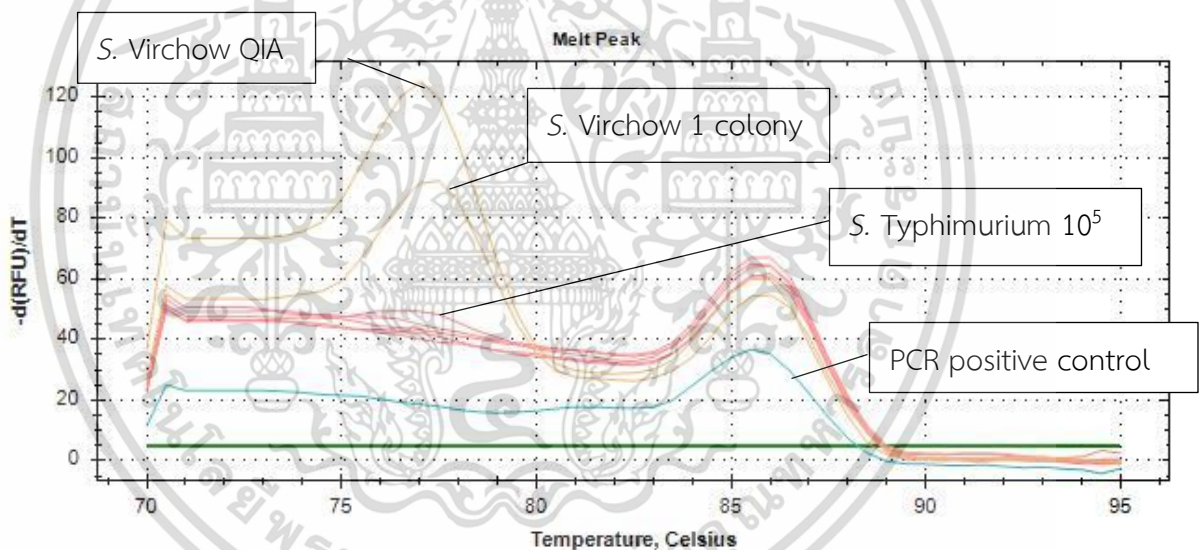 S. Virchow QIA
Melt Peak
S. Virchow 1 colony
S. Typhimurium 10⁵
PCR positive control
-d(RFU)/dT
120
100
80
60
40
20
0
70 75 80 85 90 95
Temperature, Celsius